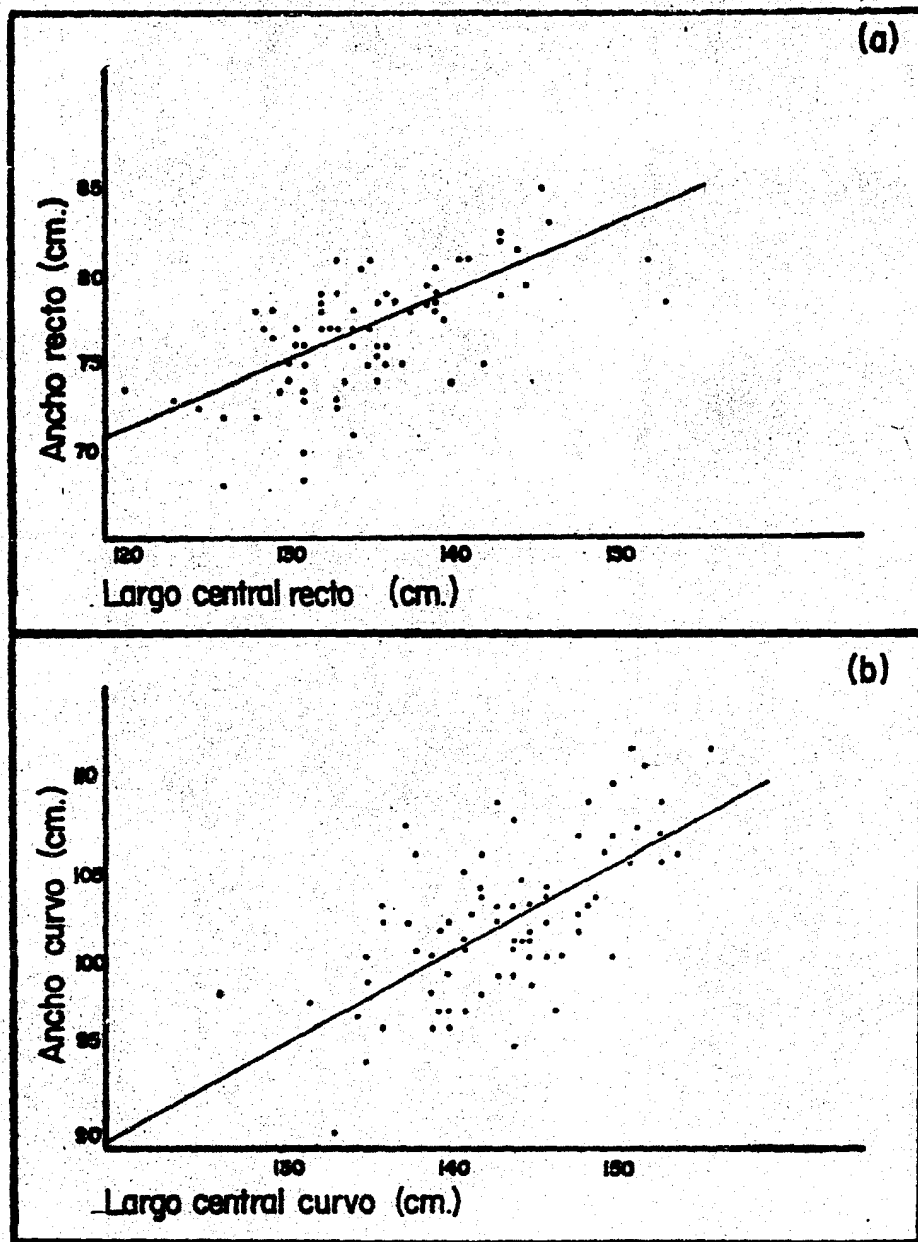 (a)
Ancho recto (cm.)
85
80
75
70
120 130 140 150
Largo central recto (cm.)
(b)
Ancho curvo (cm.)
110
105
100
95
90
130 140 150
Largo central curvo (cm.)